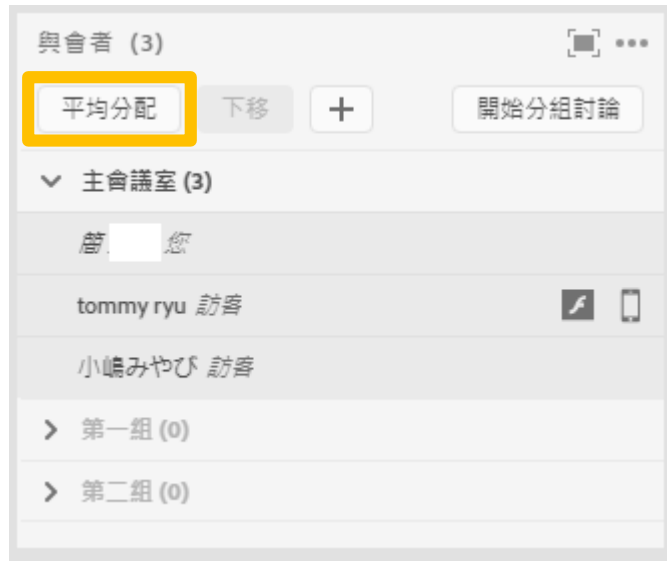 與會者 (3)
平均分配 下移 開始分組討論
主會議室 (3)
簡 您
tommy ryu 訪客
小嶋みやび 訪客
第一組 (0)
第二組 (0)